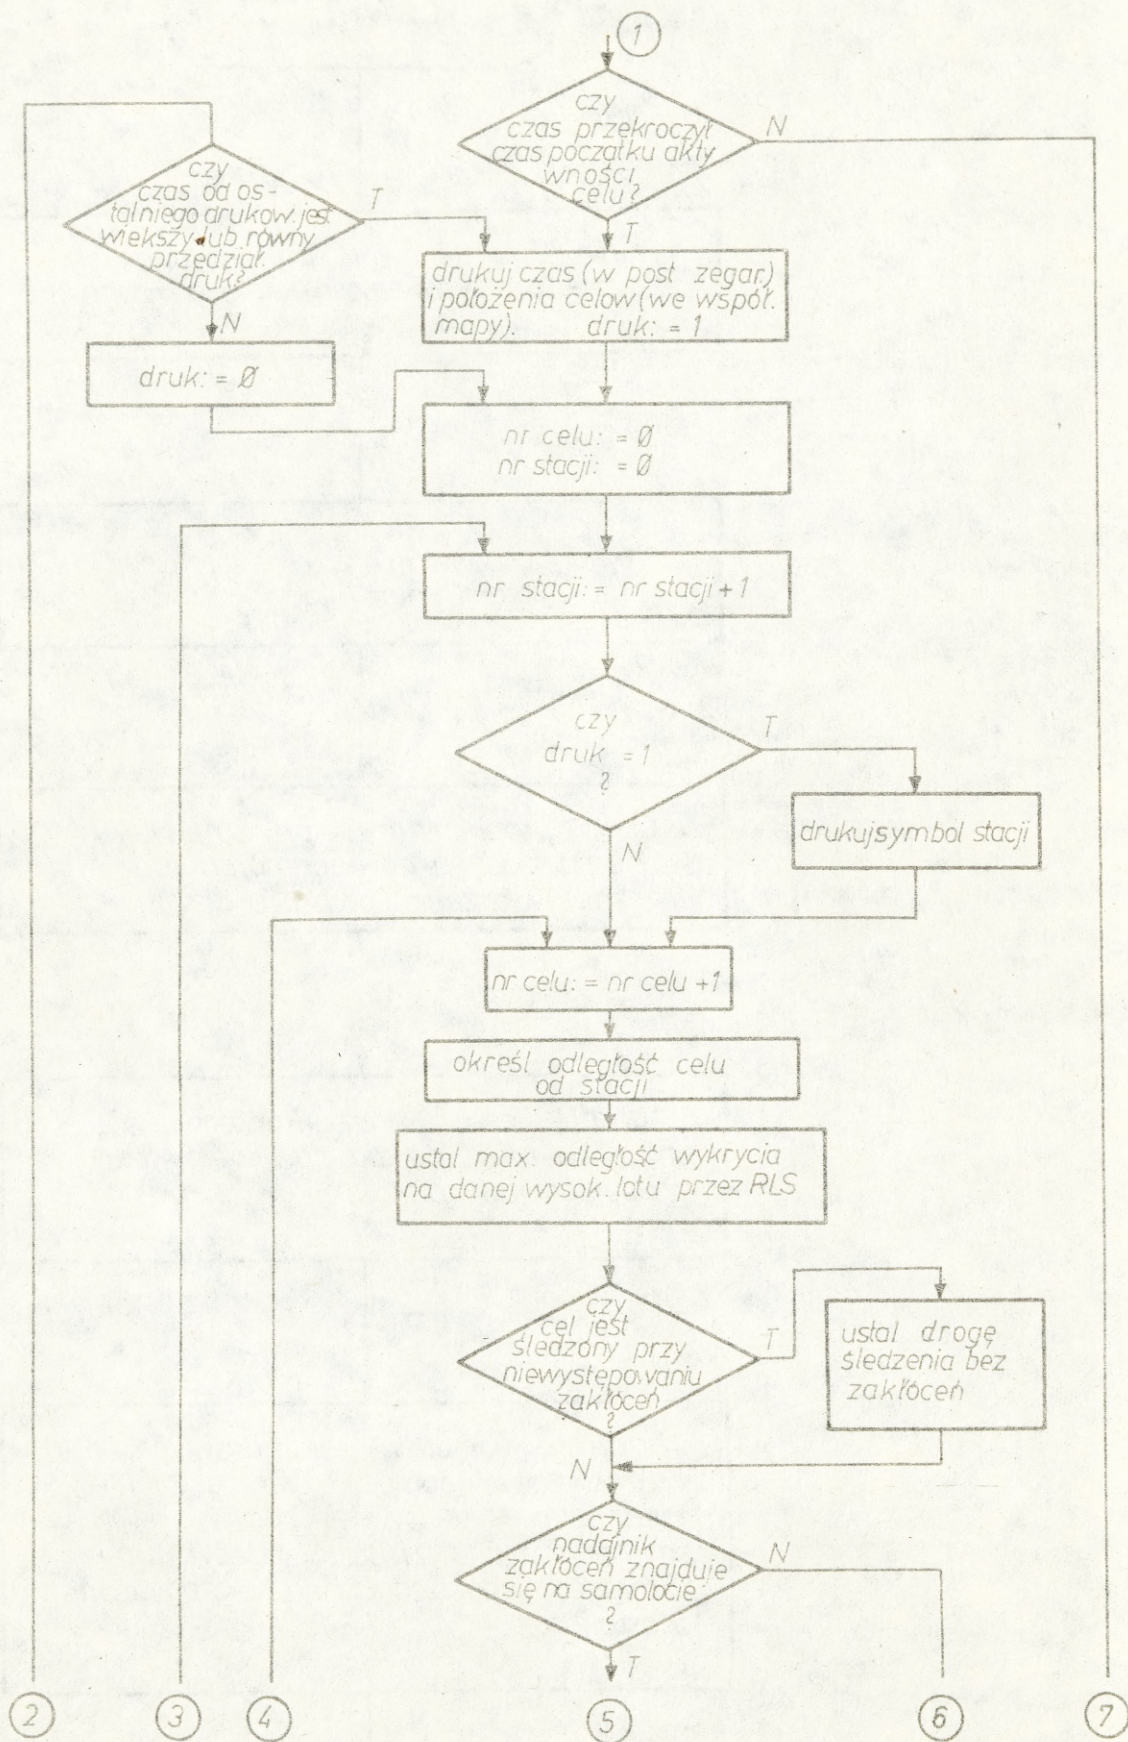 1
czy
czas przekroczył
czas początku akty
wności
celu?
N
T
czy
czas od os-
talniego drukow. jest
wiekszy lub równy
przedział.
druk?
T
N
drukuj czas (w post zegar.)
i położenia celow (we współ.
mapy). druk: = 1
druk: = Ø
nr celu: = Ø
nr stacji: = Ø
nr stacji: = nr stacji + 1
czy
druk = 1
?
T
N
drukuj symbol stacji
nr celu: = nr celu + 1
określ odległość celu
od stacji
ustal max. odległość wykrycia
na danej wysok. lotu przez RLS
czy
cel jest
śledzony przy
niewystępowaniu
zakłóceń
?
T
N
ustal drogę
śledzenia bez
zakłóceń
czy
nadajnik
zakłóceń znajduje
się na samolocie
?
N
T
2
3
4
5
6
7